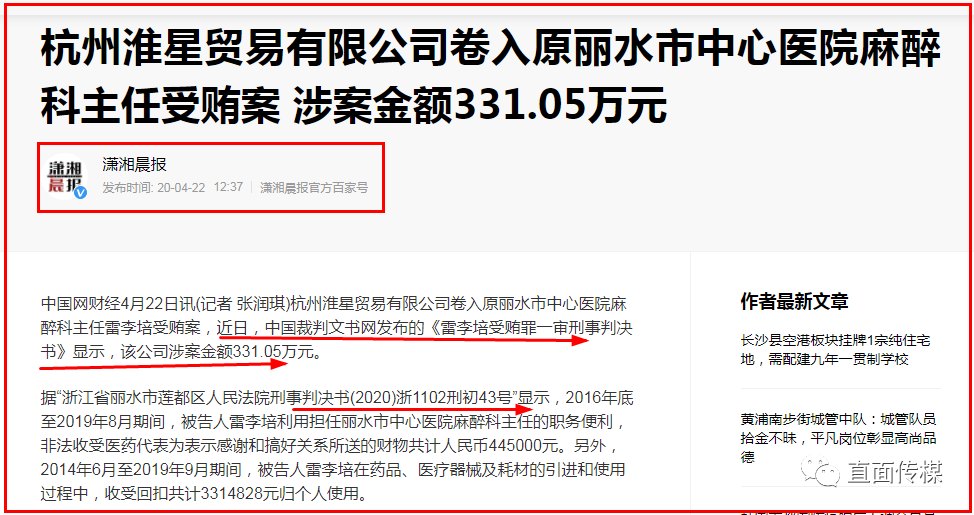 杭州淮星贸易有限公司卷入原丽水市中心医院麻醉
科主任受贿案 涉案金额331.05万元
潇湘晨报
潇湘晨报
发布时间: 20-04-22 12:37 | 潇湘晨报官方百家号
中国网财经4月22日讯(记者 张润琪)杭州淮星贸易有限公司卷入原丽水市中心医院麻
醉科主任雷李培受贿案，近日，中国裁判文书网发布的《雷李培受贿罪一审刑事判决
书》显示，该公司涉案金额331.05万元。
据“浙江省丽水市莲都区人民法院刑事判决书(2020)浙1102刑初43号”显示，2016年底
至2019年8月期间，被告人雷李培利用担任丽水市中心医院麻醉科主任的职务便利，
非法收受医药代表为表示感谢和搞好关系所送的财物共计人民币445000元。另外，
2014年6月至2019年9月期间，被告人雷李培在药品、医疗器械及耗材的引进和使用
过程中，收受回扣共计3314828元归个人使用。
作者最新文章
长沙县空港板块挂牌1宗纯住宅
地，需配建九年一贯制学校
黄浦南步街城管中队：城管队员
拾金不昧，平凡岗位彰显高尚品
德
直面传媒